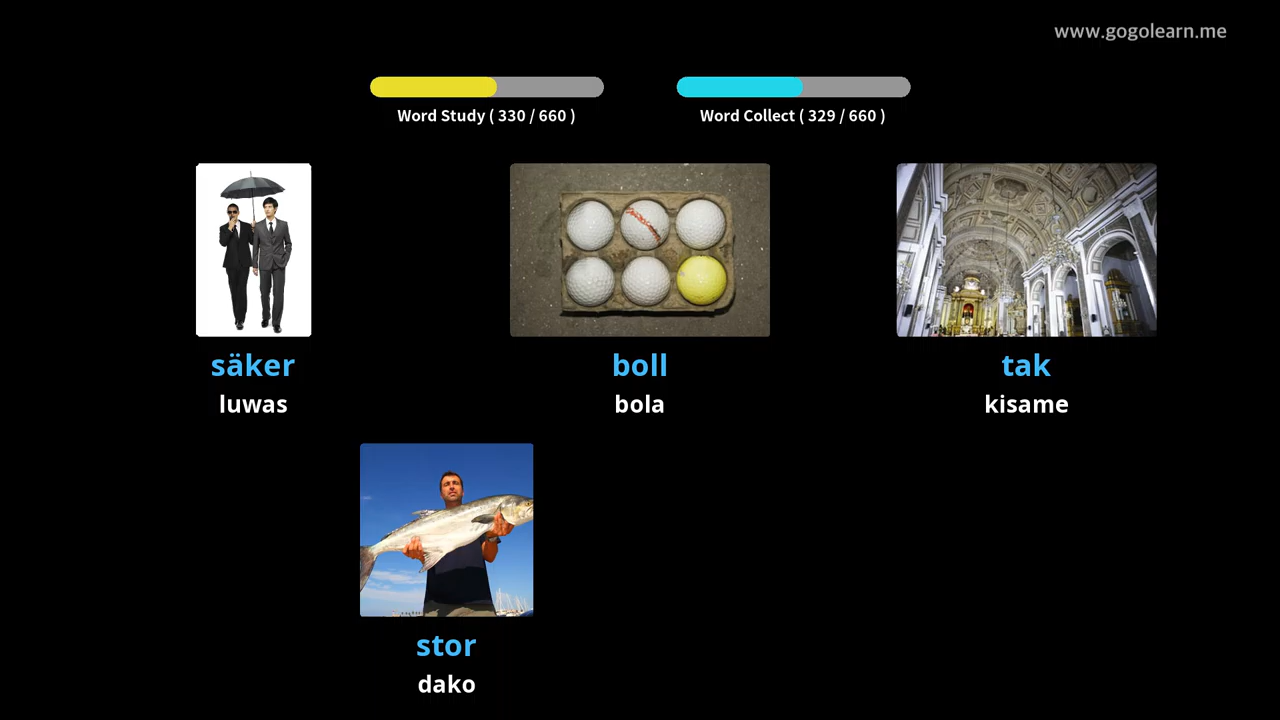 www.gogolearn.me
Word Study ( 330 / 660 )
Word Collect ( 329 / 660 )
säker
luwas
boll
bola
tak
kisame
stor
dako